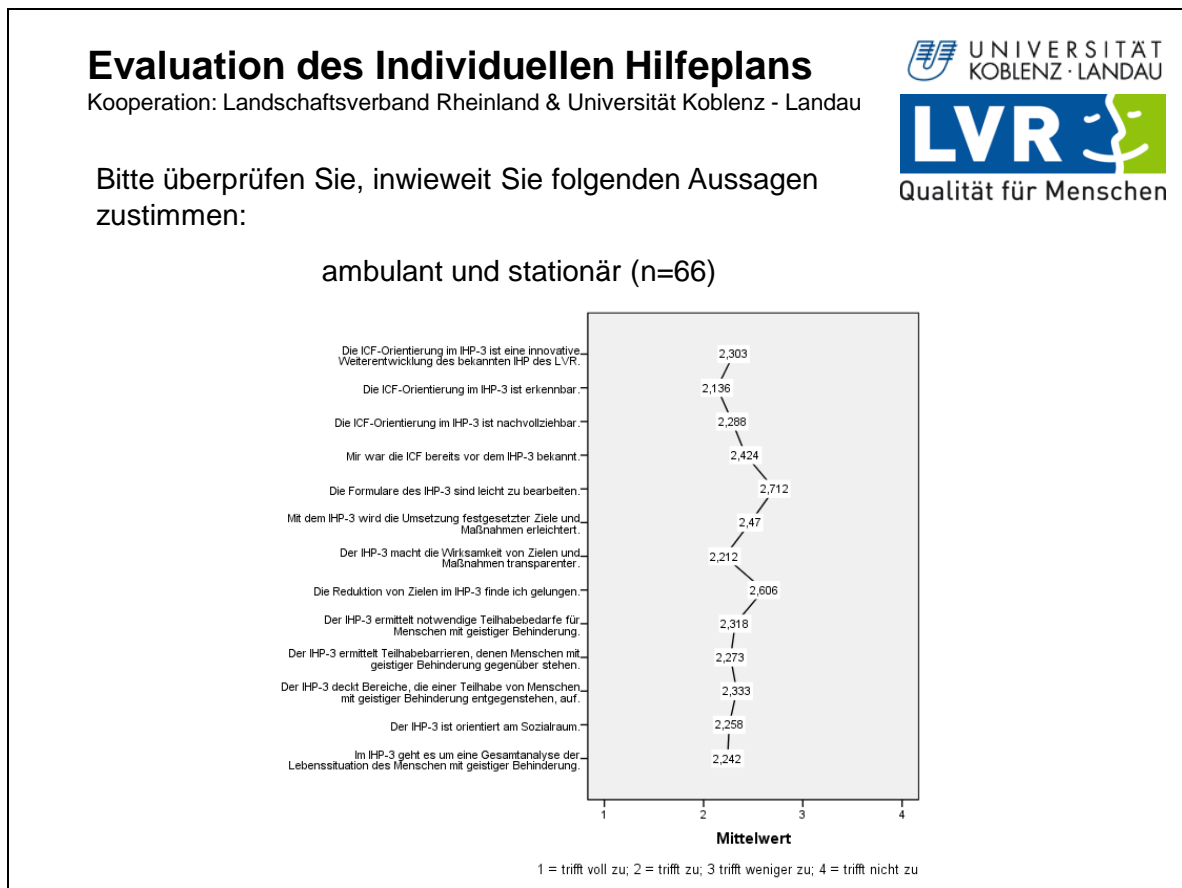 Evaluation des Individuellen Hilfeplans
Kooperation: Landschaftsverband Rheinland & Universität Koblenz - Landau
UNIVERSITÄT
KOBLENZ · LANDAU
LVR
Qualität für Menschen
Bitte überprüfen Sie, inwieweit Sie folgenden Aussagen
zustimmen:
ambulant und stationär (n=66)
Die ICF-Orientierung im IHP-3 ist eine innovative
Weiterentwicklung des bekannten IHP des LVR.
2,303
Die ICF-Orientierung im IHP-3 ist erkennbar.
2,136
Die ICF-Orientierung im IHP-3 ist nachvollziehbar.
2,288
Mir war die ICF bereits vor dem IHP-3 bekannt.
2,424
Die Formulare des IHP-3 sind leicht zu bearbeiten.
2,712
Mit dem IHP-3 wird die Umsetzung festgesetzter Ziele und
Maßnahmen erleichtert.
2,47
Der IHP-3 macht die Wirksamkeit von Zielen und
Maßnahmen transparenter.
2,212
Die Reduktion von Zielen im IHP-3 finde ich gelungen.
2,606
Der IHP-3 ermittelt notwendige Teilhabebedarfe für
Menschen mit geistiger Behinderung.
2,318
Der IHP-3 ermittelt Teilhabebarrieren, denen Menschen mit
geistiger Behinderung gegenüber stehen.
2,273
Der IHP-3 deckt Bereiche, die einer Teilhabe von Menschen
mit geistiger Behinderung entgegenstehen, auf.
2,333
Der IHP-3 ist orientiert am Sozialraum.
2,258
Im IHP-3 geht es um eine Gesamtanalyse der
Lebenssituation des Menschen mit geistiger Behinderung.
2,242
1 2 3 4
Mittelwert
1 = trifft voll zu; 2 = trifft zu; 3 trifft weniger zu; 4 = trifft nicht zu